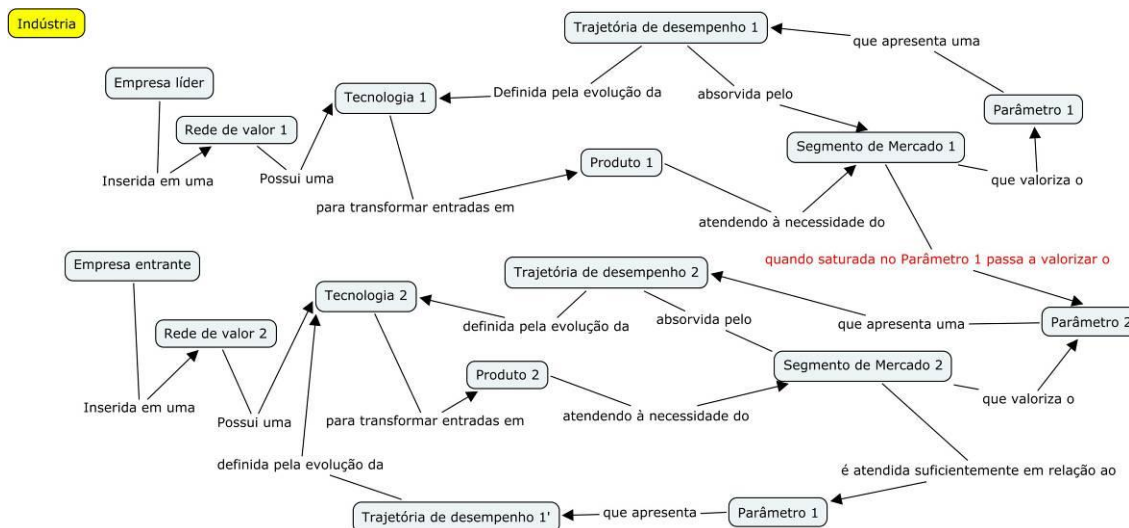 Indústria
Trajetória de desempenho 1
que apresenta uma
Empresa líder
Tecnologia 1
Definida pela evolução da
absorvida pelo
Parâmetro 1
Rede de valor 1
Segmento de Mercado 1
Produto 1
Inserida em uma
Possui uma
que valoriza o
para transformar entradas em
atendendo à necessidade do
Empresa entrante
quando saturada no Parâmetro 1 passa a valorizar o
Trajetória de desempenho 2
Tecnologia 2
Rede de valor 2
definida pela evolução da
absorvida pelo
que apresenta uma
Parâmetro 2
Produto 2
Segmento de Mercado 2
Inserida em uma
Possui uma
para transformar entradas em
atendendo à necessidade do
que valoriza o
definida pela evolução da
é atendida suficientemente em relação ao
Trajetória de desempenho 1'
que apresenta
Parâmetro 1